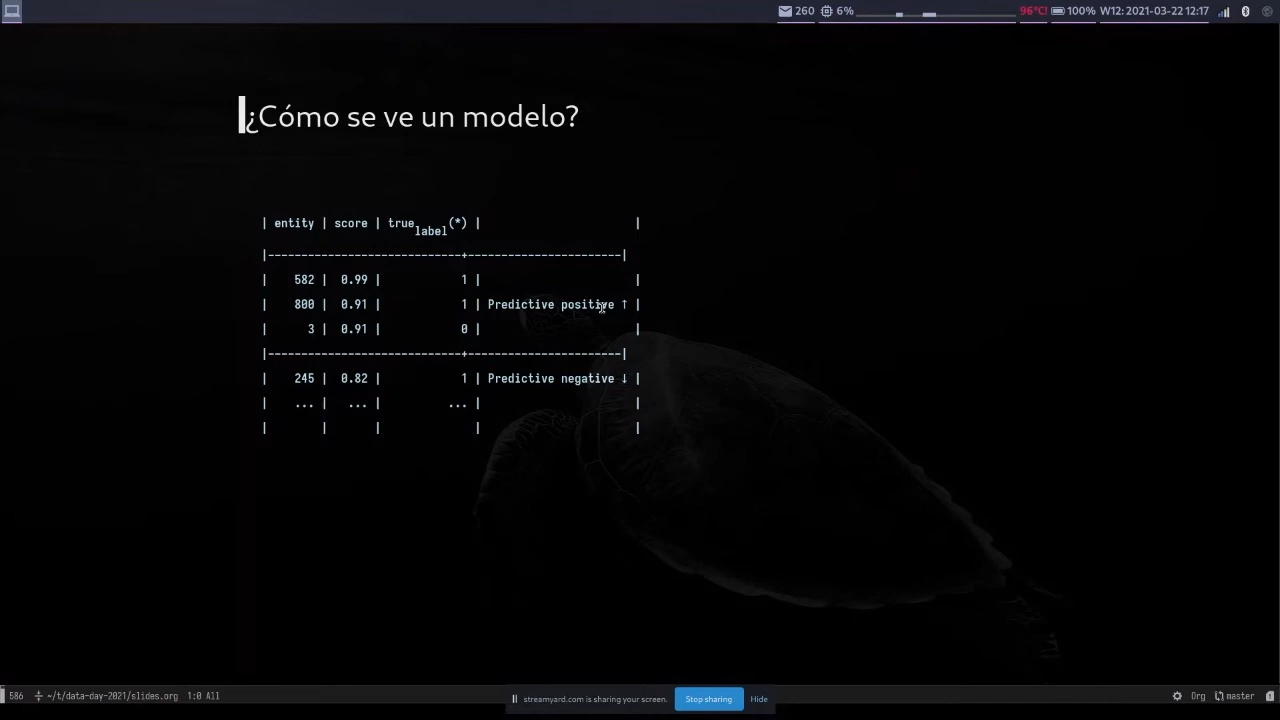 260 6% 96°C! 100% W12: 2021-03-22 12:17
¿Cómo se ve un modelo?
| entity | score | true_label(*) | |
|---------------------------+----------------------|
| 582 | 0.99 | 1 | |
| 800 | 0.91 | 1 | Predictive positive ↑ |
| 3 | 0.91 | 0 | |
|---------------------------+----------------------|
| 245 | 0.82 | 1 | Predictive negative ↓ |
| ... | ... | ... | |
| | | | |
586 ~/t/data-day-2021/slides.org 1:0 All
streamyard.com is sharing your screen. Stop sharing Hide
Org master